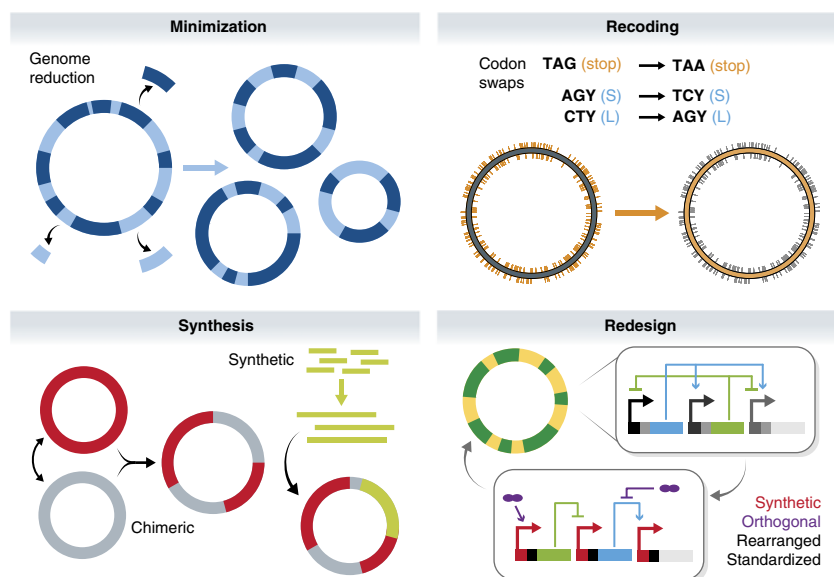 Minimization
Genome
reduction
Recoding
Codon
swaps
TAG (stop) TAA (stop)
AGY (S) TCY (S)
CTY (L) AGY (L)
Synthesis
Synthetic
Chimeric
Redesign
Synthetic
Orthogonal
Rearranged
Standardized